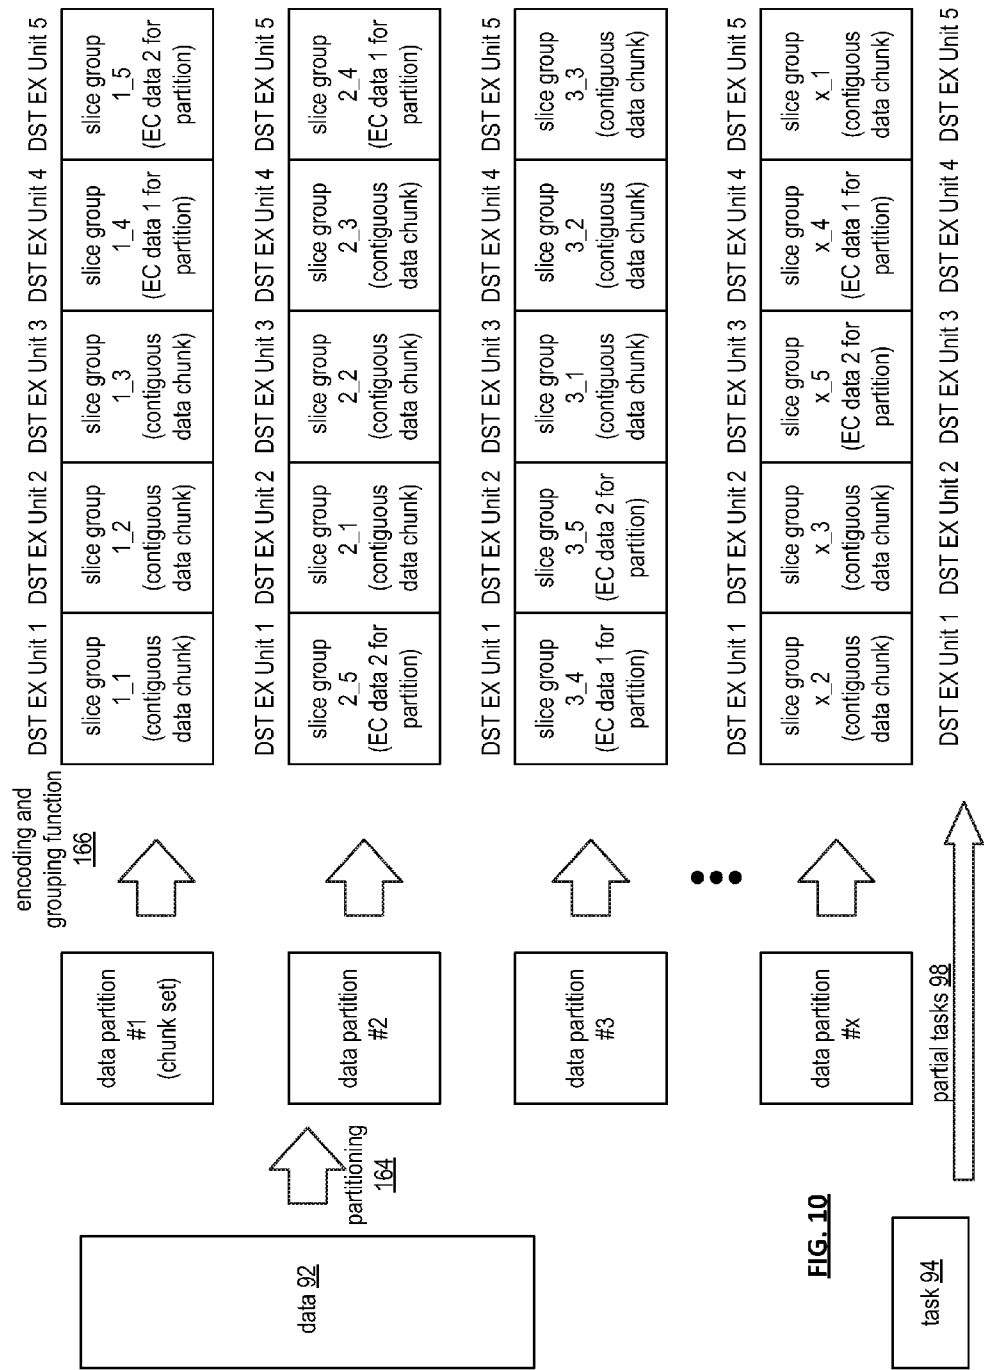 data 92
partitioning
164
data partition
#1
(chunk set)
data partition
#2
data partition
#3
data partition
#x
encoding and
grouping function
166
DST EX Unit 1
DST EX Unit 2
DST EX Unit 3
DST EX Unit 4
DST EX Unit 5
slice group
1_1
(contiguous
data chunk)
slice group
1_2
(contiguous
data chunk)
slice group
1_3
(contiguous
data chunk)
slice group
1_4
(EC data 1 for
partition)
slice group
1_5
(EC data 2 for
partition)
DST EX Unit 1
DST EX Unit 2
DST EX Unit 3
DST EX Unit 4
DST EX Unit 5
slice group
2_5
(EC data 2 for
partition)
slice group
2_1
(contiguous
data chunk)
slice group
2_2
(contiguous
data chunk)
slice group
2_3
(contiguous
data chunk)
slice group
2_4
(EC data 1 for
partition)
DST EX Unit 1
DST EX Unit 2
DST EX Unit 3
DST EX Unit 4
DST EX Unit 5
slice group
3_4
(EC data 1 for
partition)
slice group
3_5
(EC data 2 for
partition)
slice group
3_1
(contiguous
data chunk)
slice group
3_2
(contiguous
data chunk)
slice group
3_3
(contiguous
data chunk)
DST EX Unit 1
DST EX Unit 2
DST EX Unit 3
DST EX Unit 4
DST EX Unit 5
slice group
x_2
(contiguous
data chunk)
slice group
x_3
(contiguous
data chunk)
slice group
x_5
(EC data 2 for
partition)
slice group
x_4
(EC data 1 for
partition)
slice group
x_1
(contiguous
data chunk)
FIG. 10
task 94
partial tasks 98
DST EX Unit 1
DST EX Unit 2
DST EX Unit 3
DST EX Unit 4
DST EX Unit 5